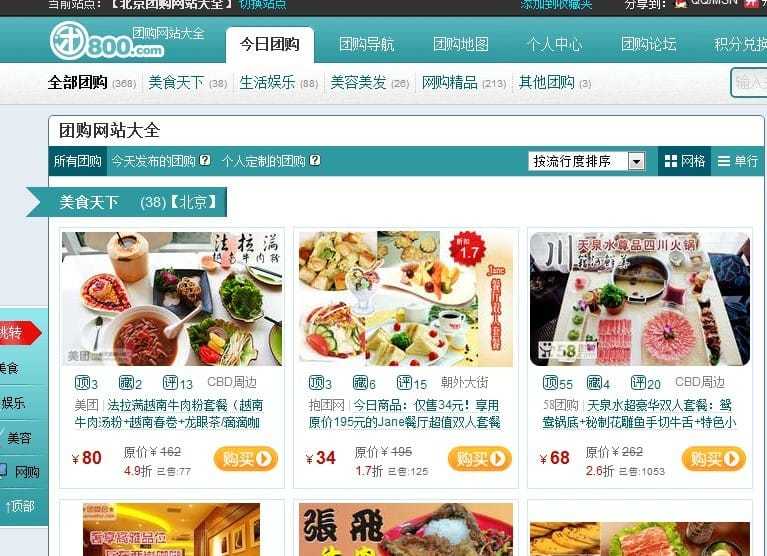 当前站点:【北京团购网站大全】切换站点
添加到收藏夹
分享到:
QQ/MSN
团800.com
团购网站大全
今日团购
团购导航
团购地图
个人中心
团购论坛
积分兑换
全部团购 (368)
美食天下 (38)
生活娱乐 (88)
美容美发 (26)
网购精品 (213)
其他团购 (3)
输入
团购网站大全
所有团购
今天发布的团购 ?
个人定制的团购 ?
按流行度排序
网格
单行
美食天下 (38)【北京】
跳转
美食
娱乐
美容
网购
↑顶部
法拉满
越南牛肉粉
美团
顶3
藏2
评13
CBD周边
美团 | 法拉满越南牛肉粉套餐（越南
牛肉汤粉+越南春卷+龙眼茶/滴滴咖
¥80
原价¥162
4.9折 已售:77
购买
折扣
1.7
Jane
餐厅双人套餐
顶3
藏6
评15
朝外大街
抱团网 | 今日商品：仅售34元！享用
原价195元的Jane餐厅超值双人套餐
¥34
原价¥195
1.7折 已售:125
购买
天泉水尊品四川火锅
川
58
顶55
藏4
评20
CBD周边
58团购 | 天泉水超豪华双人套餐：鸳
鸯锅底+秘制花雕鱼手切牛舌+特色小
¥68
原价¥262
2.6折 已售:1053
购买
尊享高雅品位
張飛